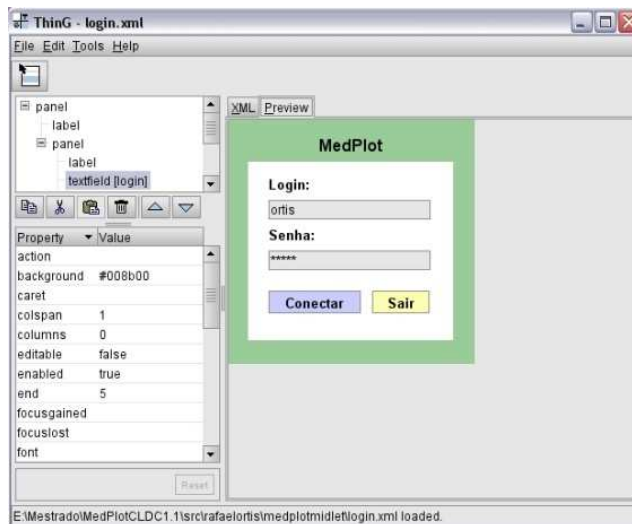 ThinG - login.xml
File Edit Tools Help
panel
label
panel
label
textfield [login]
Property Value
action
background #008b00
caret
colspan 1
columns 0
editable false
enabled true
end 5
focusgained
focuslost
font
Reset
XML Preview
MedPlot
Login:
ortis
Senha:
*****
Conectar Sair
E:\Mestrado\MedPlotCLDC1.1\src\rafaelortis\medplotmidlet\login.xml loaded.